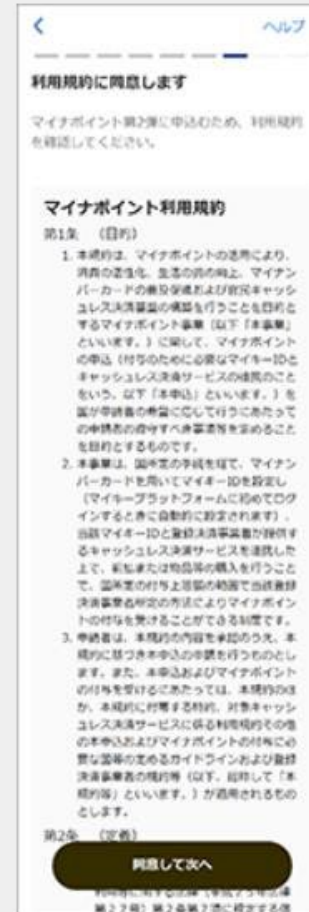 ヘルプ
利用規約に同意します
マイナポイント第2弾に申込むため、利用規約
を確認してください。
マイナポイント利用規約
第1条 （目的）
1. 本規約は、マイナポイントの活用により、
消費の活性化、生活の質の向上、マイナン
バーカードの普及促進および官民キャッシ
ュレス決済基盤の構築を行うことを目的と
するマイナポイント事業（以下「本事業」
といいます。）に関して、マイナポイント
の申込（付与のために必要なマイキーIDと
キャッシュレス決済サービスの連携のこと
をいう。以下「本申込」といいます。）を
国が申請者の希望に応じて行うにあたって
の申請者の遵守すべき事項等を定めること
を目的とするものです。
2. 本事業は、国所定の手続を経て、マイナン
バーカードを用いてマイキーIDを設定し
（マイキープラットフォームに初めてログ
インするときに自動的に設定されます）、
当該マイキーIDと登録決済事業者が提供す
るキャッシュレス決済サービスを連携した
上で、前払または物品等の購入を行うこと
で、国所定の付与上限額の範囲で当該登録
決済事業者所定の方法によりマイナポイン
トの付与を受けることができる制度です。
3. 申請者は、本規約の内容を承認のうえ、本
規約に基づき本申込の申請を行うものとし
ます。また、本申込およびマイナポイント
の付与を受けるにあたっては、本規約のほ
か、本規約に付帯する特約、対象キャッシ
ュレス決済サービスに係る利用規約その他
の本申込およびマイナポイントの付与に必
要な国等の定めるガイドラインおよび登録
決済事業者の規約等（以下、総称して「本
規約等」といいます。）が適用されるもの
とします。
第2条 （定義）
同意して次へ
第27号）第2条第7項に規定する個